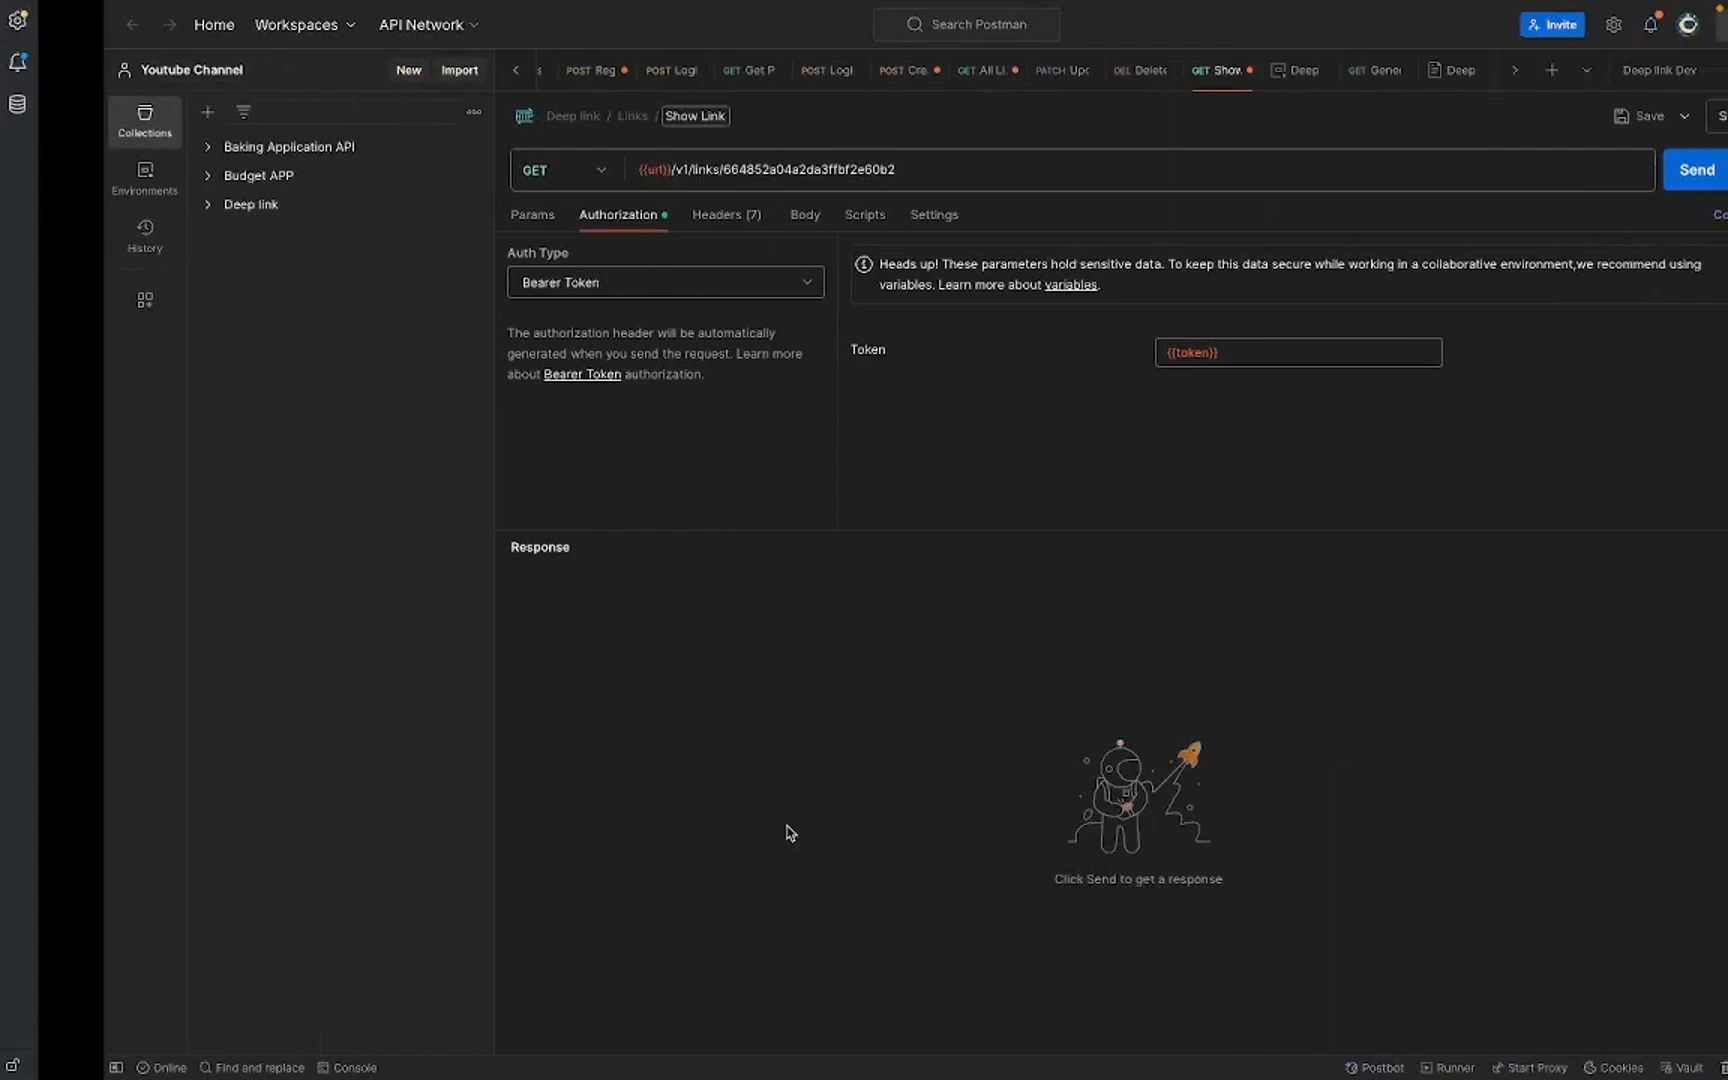 Home
Workspaces
API Network
Search Postman
Invite
Youtube Channel
New
Import
POST Reg
POST Logi
GET Get P
POST Logi
POST Cre.
GET All Li.
PATCH Upc
DEL Delete
GET Show.
Deep
GET Gener
Deep
Deep link Dev
Collections
Environments
History
Baking Application API
Budget APP
Deep link
Deep link / Links / Show Link
Save
GET
{{url}}/v1/links/664852a04a2da3ffbf2e60b2
Send
Params
Authorization
Headers (7)
Body
Scripts
Settings
Co
Auth Type
Bearer Token
The authorization header will be automatically
generated when you send the request. Learn more
about Bearer Token authorization.
Heads up! These parameters hold sensitive data. To keep this data secure while working in a collaborative environment,we recommend using
variables. Learn more about variables.
Token
{{token}}
Response
Click Send to get a response
Online
Find and replace
Console
Postbot
Runner
Start Proxy
Cookies
Vault